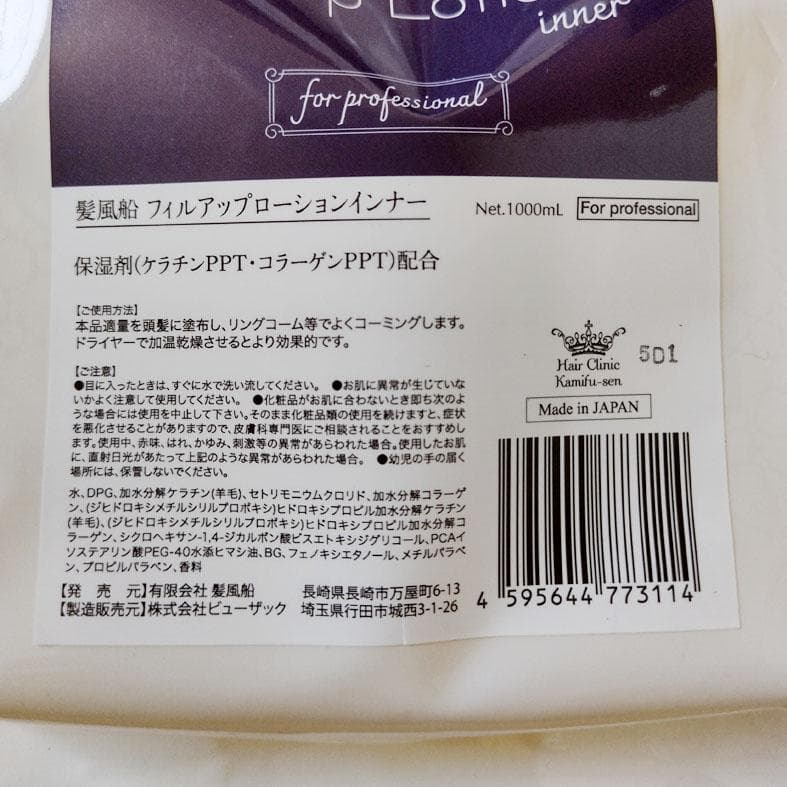 inner
for professional
髪風船 フィルアップローションインナー
Net.1000mL
For professional
保湿剤(ケラチンPPT・コラーゲンPPT)配合
【ご使用方法】
本品適量を頭髪に塗布し、リングコーム等でよくコーミングします。
ドライヤーで加温乾燥させるとより効果的です。
【ご注意】
●目に入ったときは、すぐに水で洗い流してください。 ●お肌に異常が生じていな
いかよく注意して使用してください。 ●化粧品がお肌に合わないとき即ち次のよ
うな場合には使用を中止して下さい。そのまま化粧品類の使用を続けますと、症状
を悪化させることがありますので、皮膚科専門医にご相談されることをおすすめし
ます。使用中、赤味、はれ、かゆみ、刺激等の異常があらわれた場合。使用したお肌
に、直射日光があたって上記のような異常があらわれた場合。 ●幼児の手の届く
場所には、保管しないでください。
水、DPG、加水分解ケラチン(羊毛)、セトリモニウムクロリド、加水分解コラーゲ
ン、(ジヒドロキシメチルシリルプロポキシ)ヒドロキシプロピル加水分解ケラチン
(羊毛)、(ジヒドロキシメチルシリルプロポキシ)ヒドロキシプロピル加水分解コ
ラーゲン、シクロヘキサン-1,4-ジカルボン酸ビスエトキシジグリコール、PCAイ
ソステアリン酸PEG-40水添ヒマシ油、BG、フェノキシエタノール、メチルパラベ
ン、プロピルパラベン、香料
【発 売 元】有限会社 髪風船 長崎県長崎市万屋町6-13
【製造販売元】株式会社ビューザック 埼玉県行田市城西3-1-26
Hair Clinic
Kamifu-sen
501
Made in JAPAN
4 595644 773114